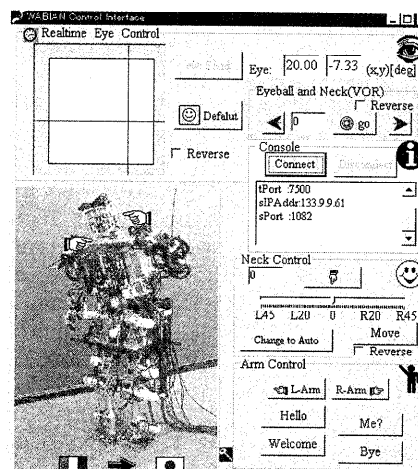 WABIAN Control Interface
Realtime Eye Control
Eye: 20.00 -7.33 (x,y)[deg]
Eyeball and Neck(VOR)
Reverse
0 go
Defalut
Reverse
Console
Connect Disconnect
tPort :7500
sIPAddr:133.9.9.61
sPort :1082
Neck Control
0
L45 L20 0 R20 R45
Change to Auto Move
Reverse
Arm Control
L-Arm R-Arm
Hello Me?
Welcome Bye